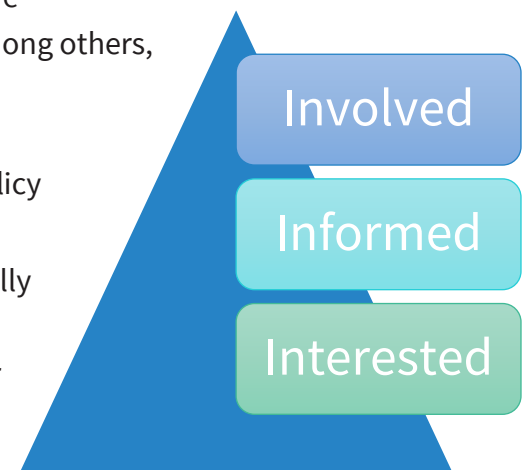 ong others,
Involved
licy
Informed
lly
Interested